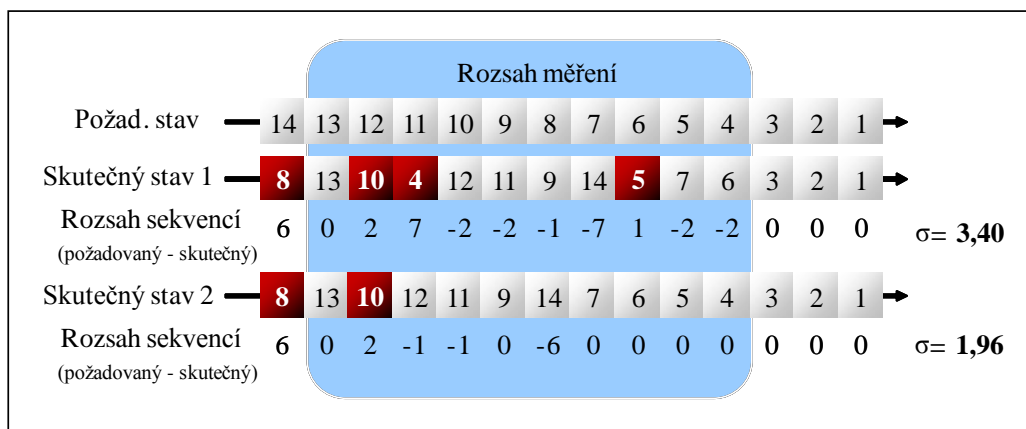 Rozsah měření
Požad. stav 14 13 12 11 10 9 8 7 6 5 4 3 2 1
Skutečný stav 1 8 13 10 4 12 11 9 14 5 7 6 3 2 1
Rozsah sekvencí 6 0 2 7 -2 -2 -1 -7 1 -2 -2 0 0 0 σ= 3,40
(požadovaný - skutečný)
Skutečný stav 2 8 13 10 12 11 9 14 7 6 5 4 3 2 1
Rozsah sekvencí 6 0 2 -1 -1 0 -6 0 0 0 0 0 0 0 σ= 1,96
(požadovaný - skutečný)